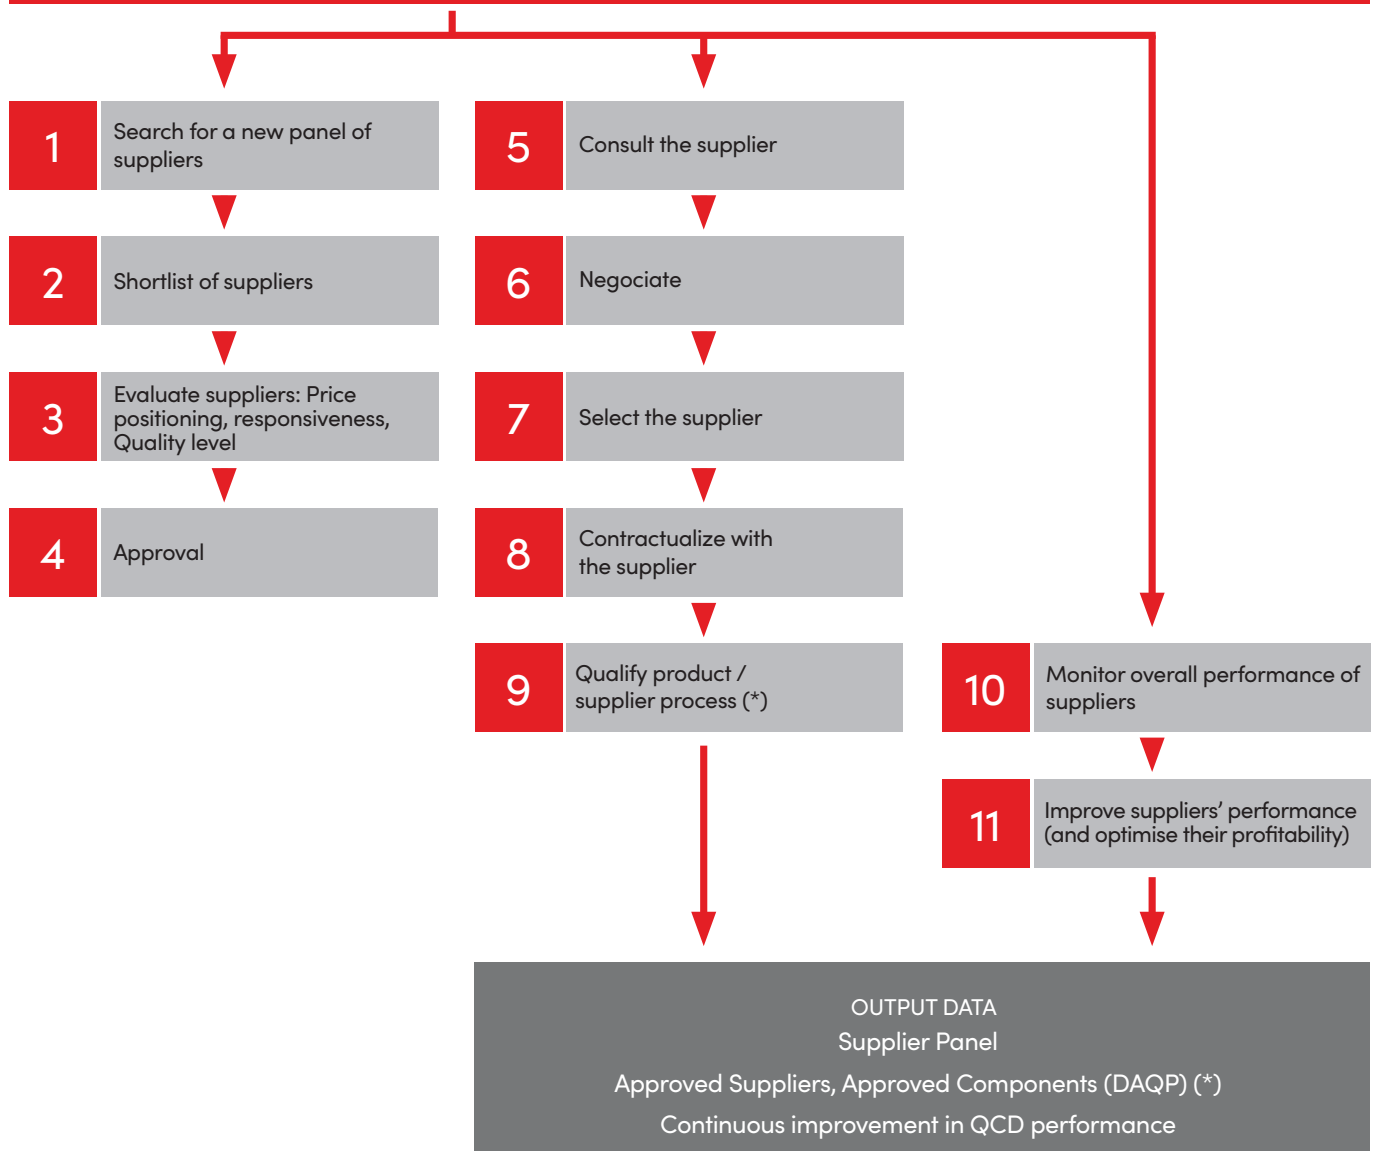 1
Search for a new panel of
suppliers
2
Shortlist of suppliers
3
Evaluate suppliers: Price
positioning, responsiveness,
Quality level
4
Approval
5
Consult the supplier
6
Negociate
7
Select the supplier
8
Contractualize with
the supplier
9
Qualify product /
supplier process (*)
10
Monitor overall performance of
suppliers
11
Improve suppliers’ performance
(and optimise their profitability)
OUTPUT DATA
Supplier Panel
Approved Suppliers, Approved Components (DAQP) (*)
Continuous improvement in QCD performance